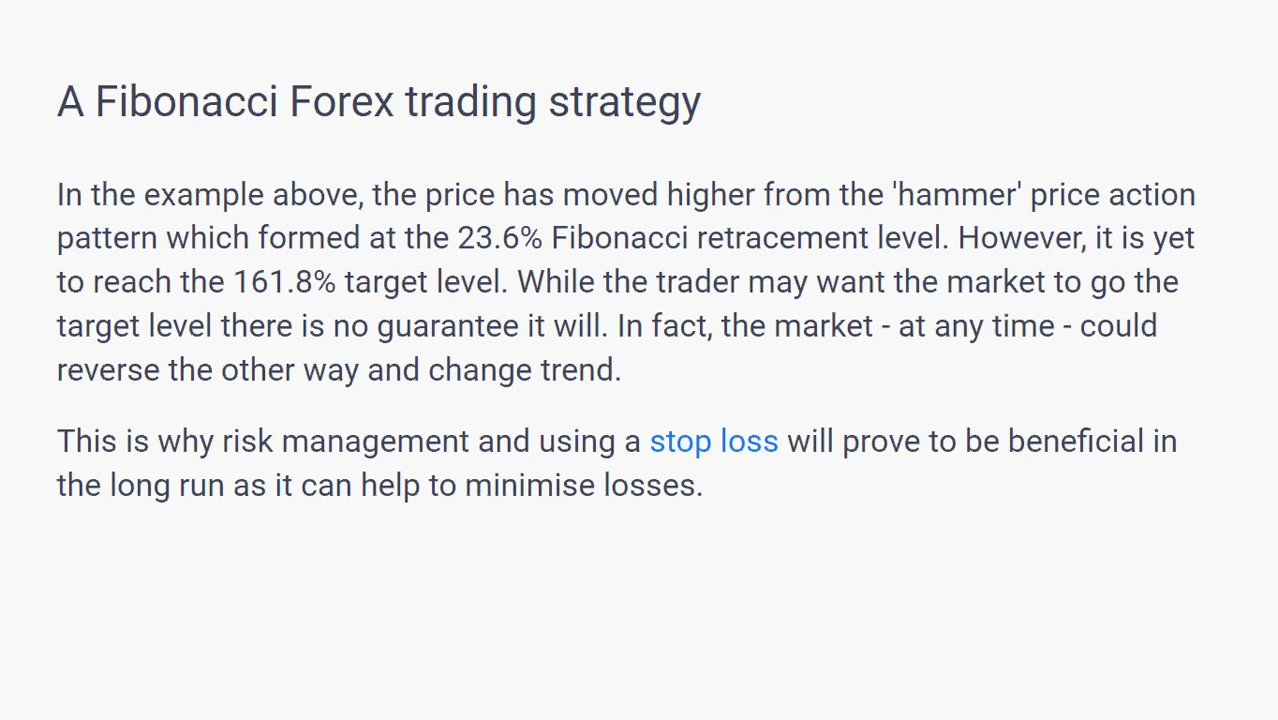 A Fibonacci Forex trading strategy
In the example above, the price has moved higher from the 'hammer' price action
pattern which formed at the 23.6% Fibonacci retracement level. However, it is yet
to reach the 161.8% target level. While the trader may want the market to go the
target level there is no guarantee it will. In fact, the market - at any time - could
reverse the other way and change trend.
This is why risk management and using a stop loss will prove to be beneficial in
the long run as it can help to minimise losses.